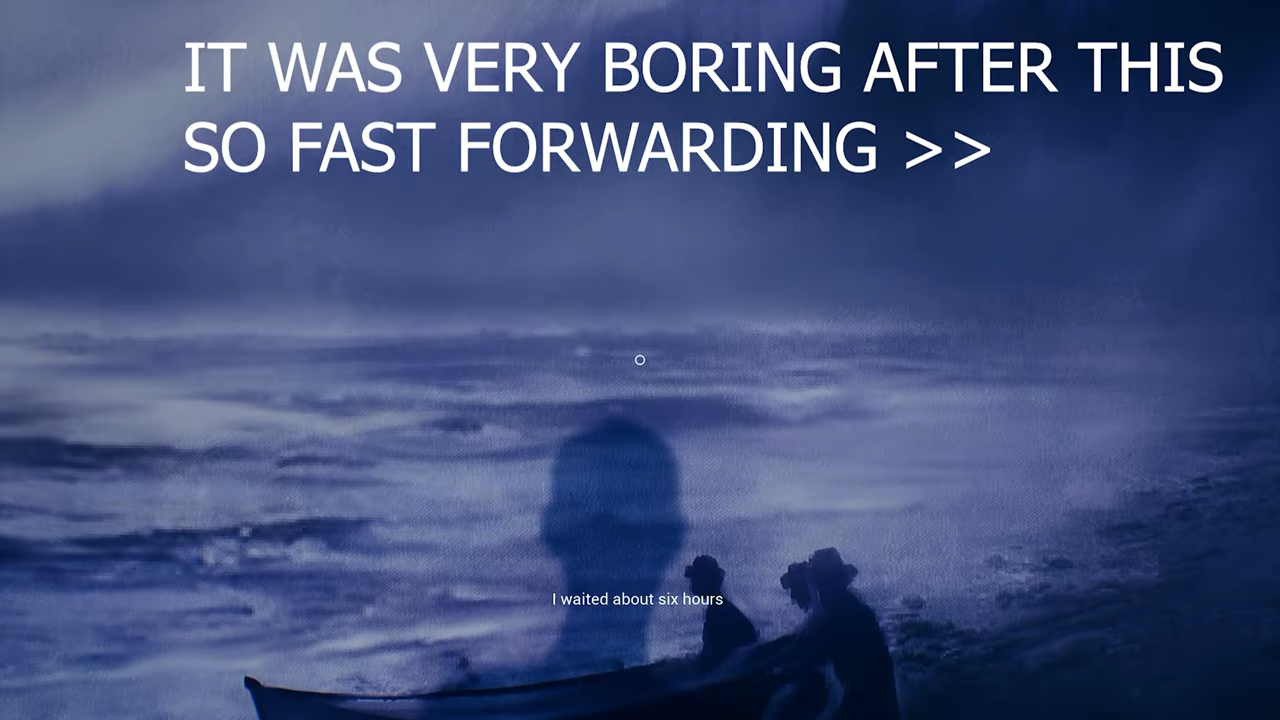 IT WAS VERY BORING AFTER THIS
SO FAST FORWARDING >>
I waited about six hours